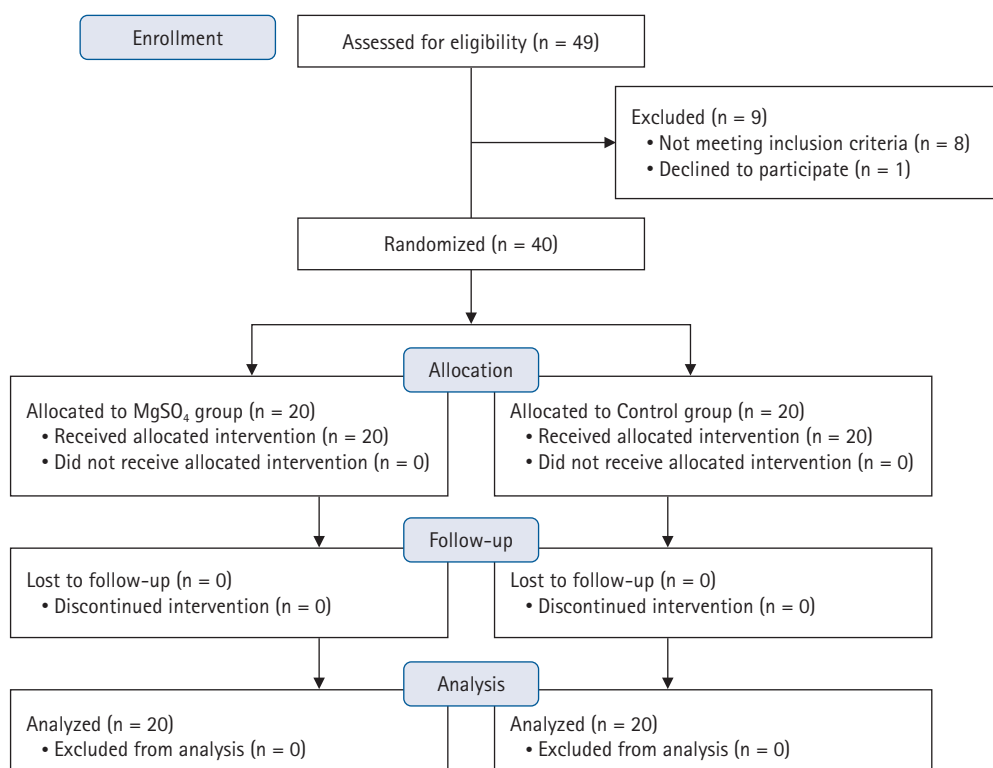 Enrollment
Assessed for eligibility (n = 49)
Excluded (n = 9)
• Not meeting inclusion criteria (n = 8)
• Declined to participate (n = 1)
Randomized (n = 40)
Allocation
Allocated to MgSO₄ group (n = 20)
• Received allocated intervention (n = 20)
• Did not receive allocated intervention (n = 0)
Allocated to Control group (n = 20)
• Received allocated intervention (n = 20)
• Did not receive allocated intervention (n = 0)
Follow-up
Lost to follow-up (n = 0)
• Discontinued intervention (n = 0)
Lost to follow-up (n = 0)
• Discontinued intervention (n = 0)
Analysis
Analyzed (n = 20)
• Excluded from analysis (n = 0)
Analyzed (n = 20)
• Excluded from analysis (n = 0)